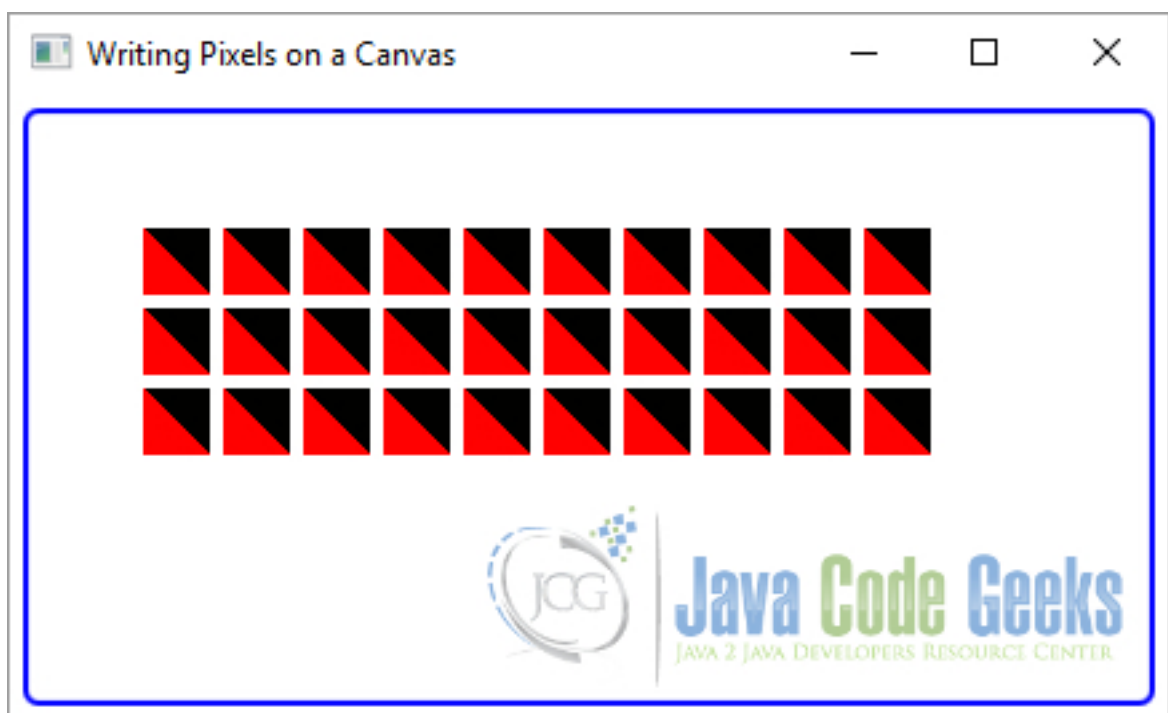 Writing Pixels on a Canvas
JCG
Java Code Geeks
JAVA 2 JAVA DEVELOPERS RESOURCE CENTER